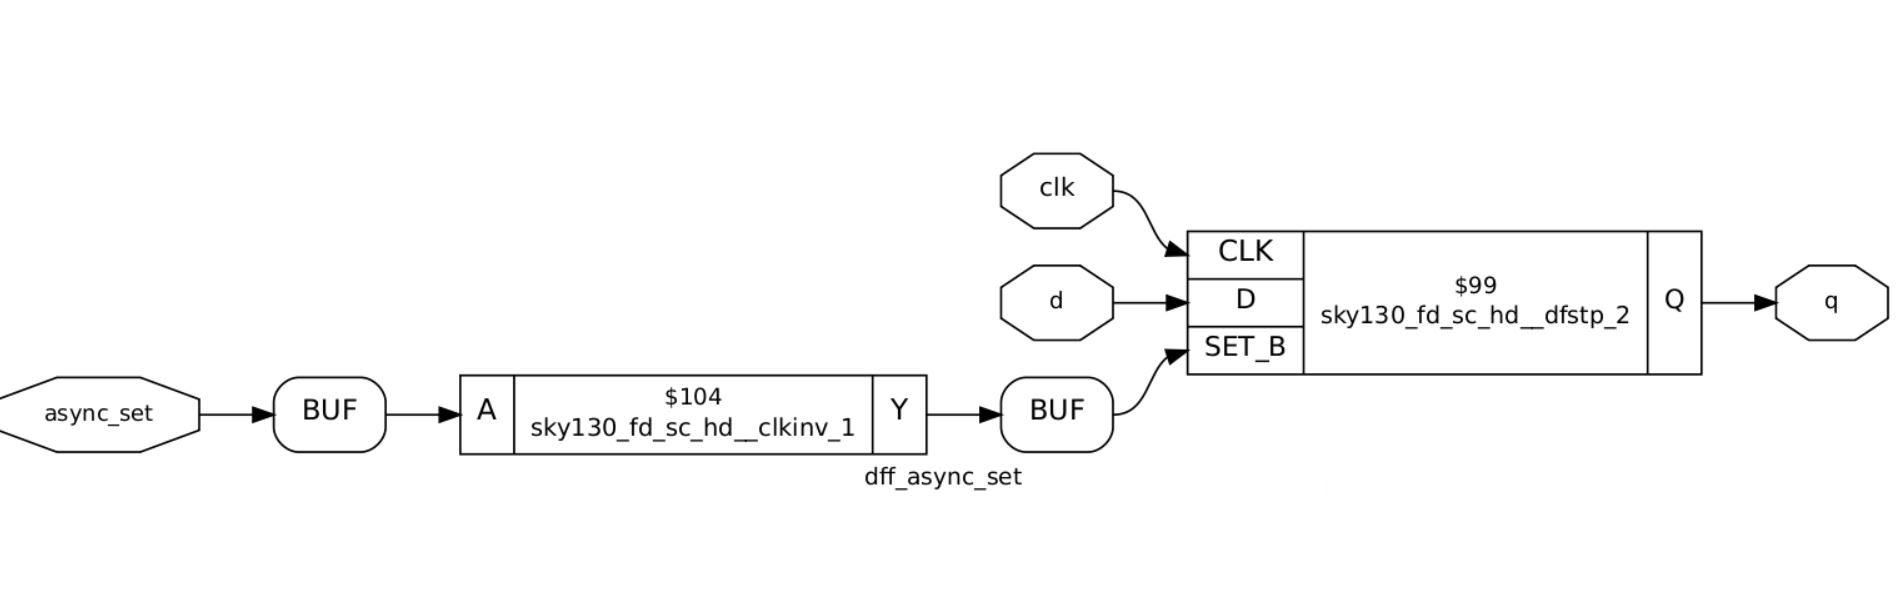 clk
CLK
D
SET_B
$99
sky130_fd_sc_hd__dfstp_2
Q
d
q
async_set
BUF
A
$104
sky130_fd_sc_hd__clkinv_1
Y
BUF
dff_async_set